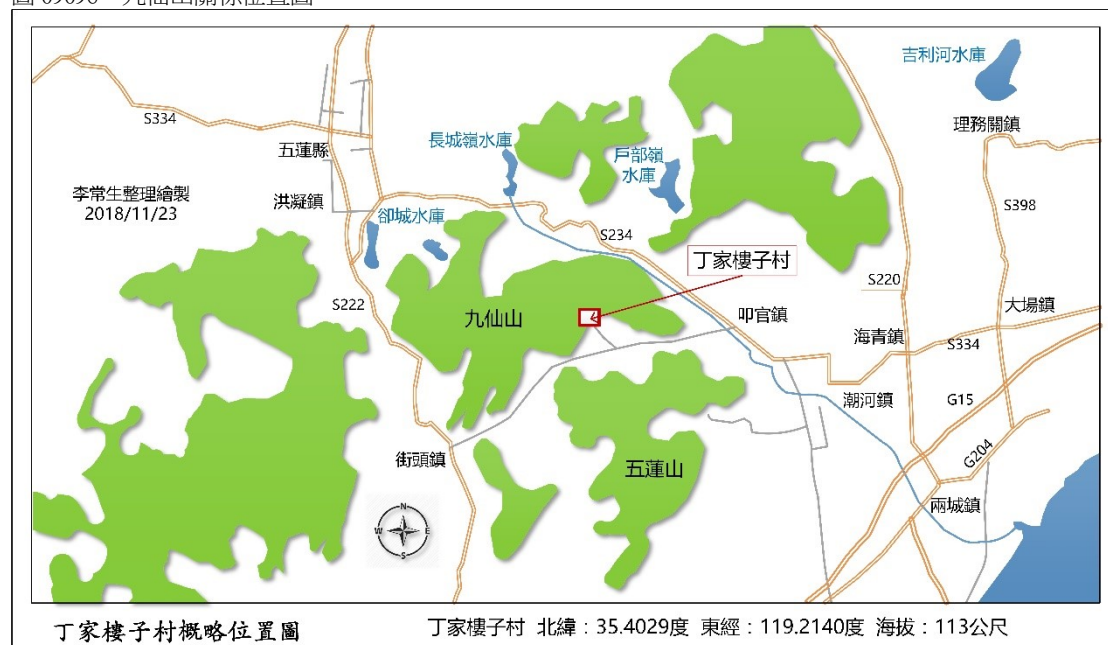 吉利河水庫
S334
理務關鎮
五蓮縣
長城嶺水庫
戶部嶺
水庫
李常生整理繪製
2018/11/23
洪凝鎮
卻城水庫
S398
S234
丁家樓子村
S222
S220
九仙山
叩官鎮
大場鎮
海青鎮
S334
潮河鎮
G15
街頭鎮
五蓮山
G204
兩城鎮
N
W
E
S
丁家樓子村概略位置圖
丁家樓子村 北緯：35.4029度 東經：119.2140度 海拔：113公尺